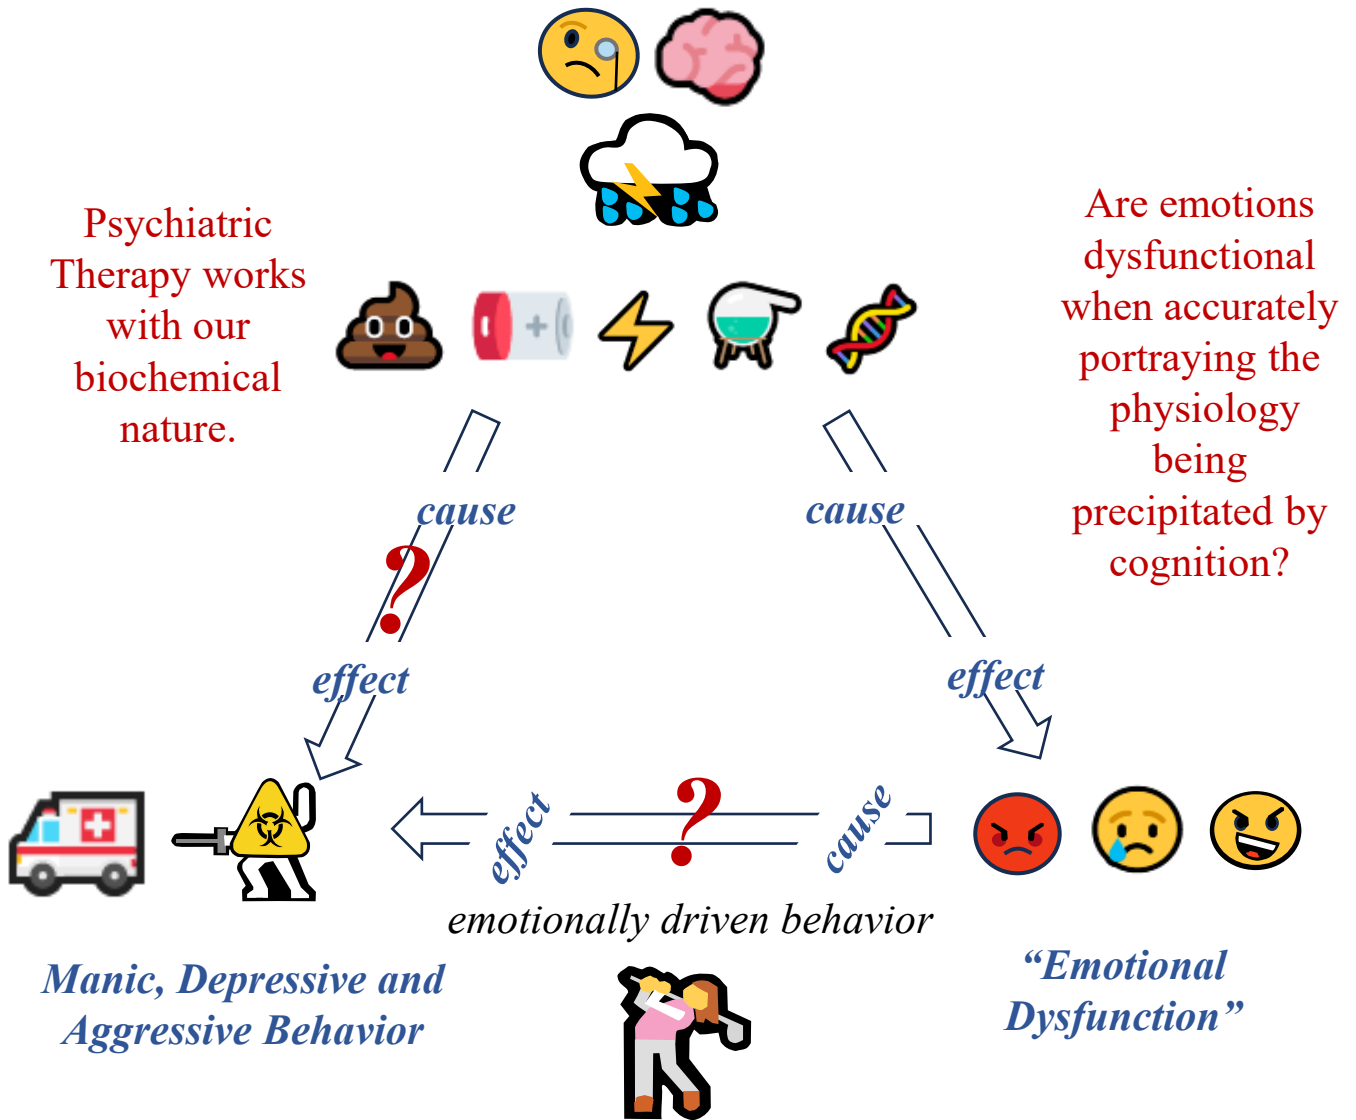 Psychiatric
Therapy works
with our
biochemical
nature.
Are emotions
dysfunctional
when accurately
portraying the
physiology
being
precipitated by
cognition?
cause
cause
?
effect
effect
effect
?
cause
emotionally driven behavior
Manic, Depressive and
Aggressive Behavior
“Emotional
Dysfunction”